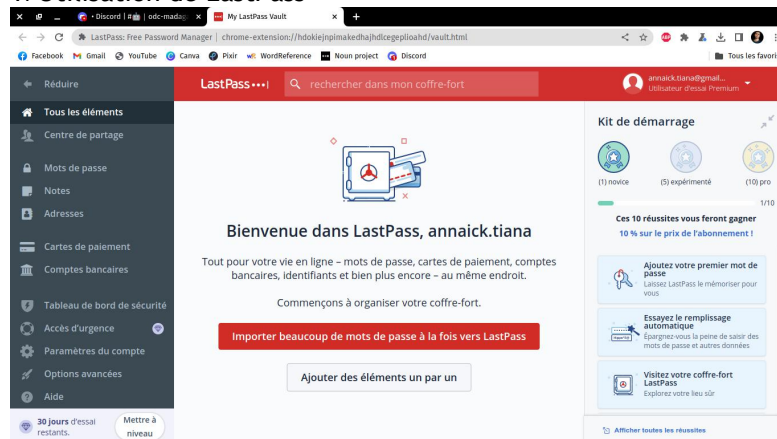 Discord | #
| odc-madag
My LastPass Vault
LastPass: Free Password Manager | chrome-extension://hdokiejnpimakedhajhdlcegeplioahd/vault.html
Facebook
Gmail
YouTube
Canva
Pixir
WordReference
Noun project
Discord
Tous les favoris
Réduire
LastPass
rechercher dans mon coffre-fort
annaick.tiana@gmail...
Utilisateur d'essai Premium
Tous les éléments
Centre de partage
Mots de passe
Notes
Adresses
Cartes de paiement
Comptes bancaires
Tableau de bord de sécurité
Accès d'urgence
Paramètres du compte
Options avancées
Aide
30 jours d'essai
restants.
Mettre à
niveau
Bienvenue dans LastPass, annaick.tiana
Tout pour votre vie en ligne – mots de passe, cartes de paiement, comptes
bancaires, identifiants et bien plus encore – au même endroit.
Commençons à organiser votre coffre-fort.
Importer beaucoup de mots de passe à la fois vers LastPass
Ajouter des éléments un par un
Kit de démarrage
(1) novice
(5) expérimenté
(10) pro
1/10
Ces 10 réussites vous feront gagner
10 % sur le prix de l'abonnement !
Ajoutez votre premier mot de
passe
Laissez LastPass le mémoriser pour
vous
Essayez le remplissage
automatique
Épargnez-vous la peine de saisir des
mots de passe et autres données
Visitez votre coffre-fort
LastPass
Explorez votre lieu sûr
Afficher toutes les réussites